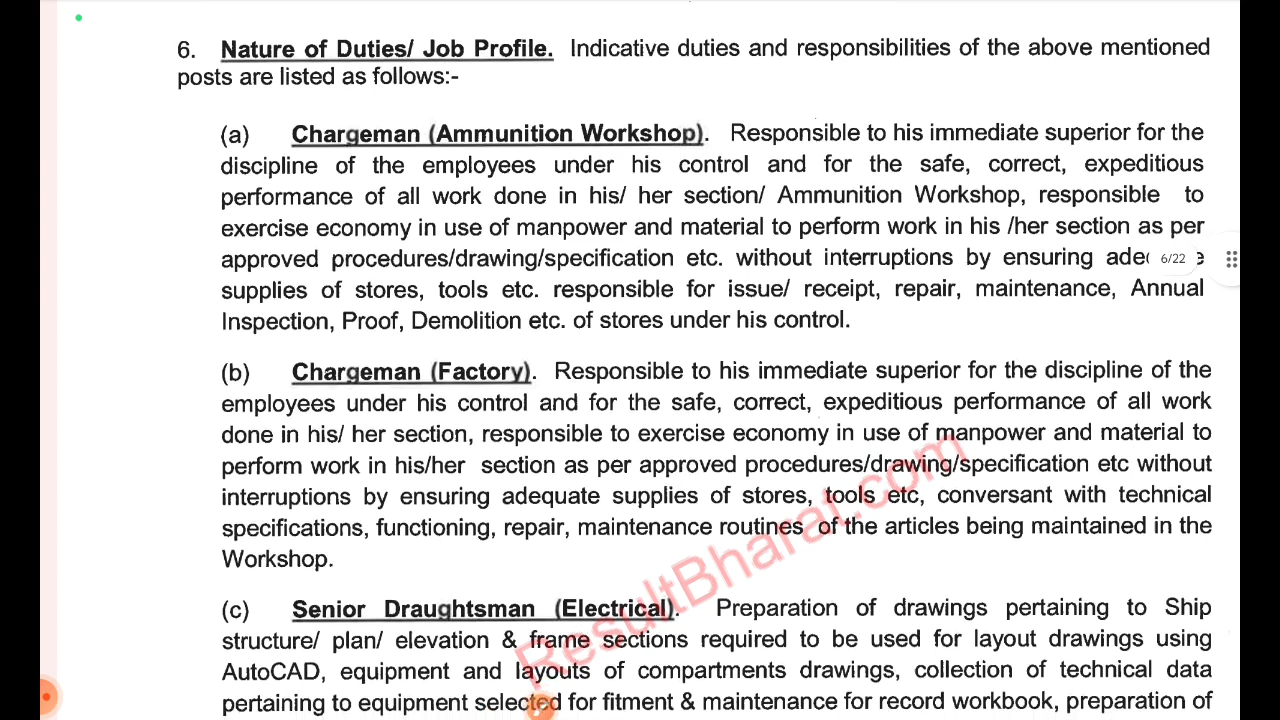 6. Nature of Duties/ Job Profile. Indicative duties and responsibilities of the above mentioned
posts are listed as follows:-
(a) Chargeman (Ammunition Workshop). Responsible to his immediate superior for the
discipline of the employees under his control and for the safe, correct, expeditious
performance of all work done in his/ her section/ Ammunition Workshop, responsible to
exercise economy in use of manpower and material to perform work in his /her section as per
approved procedures/drawing/specification etc. without interruptions by ensuring
6/22
supplies of stores, tools etc. responsible for issue/ receipt, repair, maintenance, Annual
Inspection, Proof, Demolition etc. of stores under his control.
(b) Chargeman (Factory). Responsible to his immediate superior for the discipline of the
employees under his control and for the safe, correct, expeditious performance of all work
done in his/ her section, responsible to exercise economy in use of manpower and material to
perform work in his/her section as per approved procedures/drawing/specification etc without
interruptions by ensuring adequate supplies of stores, tools etc, conversant with technical
specifications, functioning, repair, maintenance routines of the articles being maintained in the
Workshop.
(c) Senior Draughtsman (Electrical). Preparation of drawings pertaining to Ship
structure/ plan/ elevation & frame sections required to be used for layout drawings using
AutoCAD, equipment and layouts of compartments drawings, collection of technical data
pertaining to equipment selected for fitment & maintenance for record workbook, preparation of
ResultBharat.com